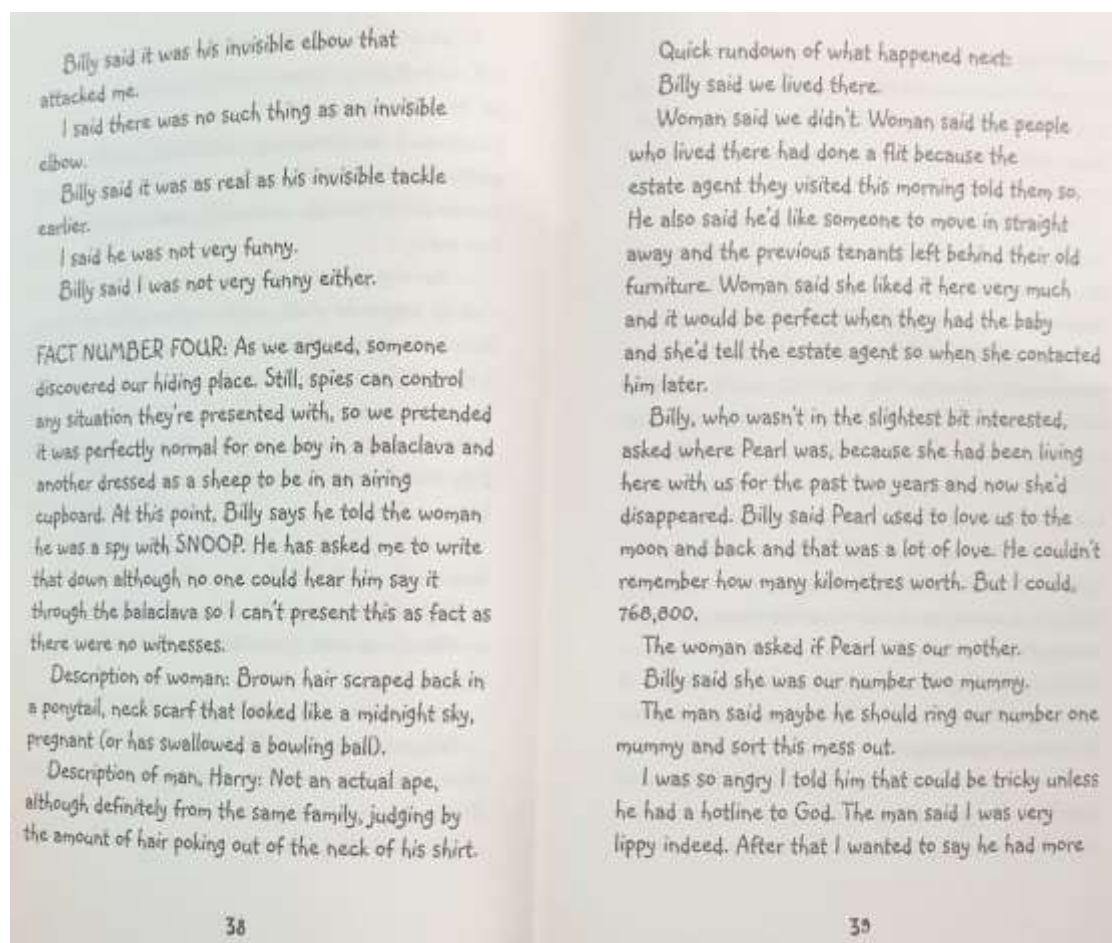 Billy said it was his invisible elbow that
attacked me.
I said there was no such thing as an invisible
elbow.
Billy said it was as real as his invisible tackle
earlier.
I said he was not very funny.
Billy said I was not very funny either.
FACT NUMBER FOUR: As we argued, someone
discovered our hiding place. Still, spies can control
any situation they're presented with, so we pretended
it was perfectly normal for one boy in a balaclava and
another dressed as a sheep to be in an airing
cupboard. At this point, Billy says he told the woman
he was a spy with SNOOP. He has asked me to write
that down although no one could hear him say it
through the balaclava so I can't present this as fact as
there were no witnesses.
Description of woman: Brown hair scraped back in
a ponytail, neck scarf that looked like a midnight sky,
pregnant (or has swallowed a bowling ball).
Description of man, Harry: Not an actual ape,
although definitely from the same family, judging by
the amount of hair poking out of the neck of his shirt.
38
Quick rundown of what happened next:
Billy said we lived there.
Woman said we didn't. Woman said the people
who lived there had done a flit because the
estate agent they visited this morning told them so.
He also said he'd like someone to move in straight
away and the previous tenants left behind their old
furniture. Woman said she liked it here very much
and it would be perfect when they had the baby
and she'd tell the estate agent so when she contacted
him later.
Billy, who wasn't in the slightest bit interested,
asked where Pearl was, because she had been living
here with us for the past two years and now she'd
disappeared. Billy said Pearl used to love us to the
moon and back and that was a lot of love. He couldn't
remember how many kilometres worth. But I could.
768,800.
The woman asked if Pearl was our mother.
Billy said she was our number two mummy.
The man said maybe he should ring our number one
mummy and sort this mess out.
I was so angry I told him that could be tricky unless
he had a hotline to God. The man said I was very
lippy indeed. After that I wanted to say he had more
39